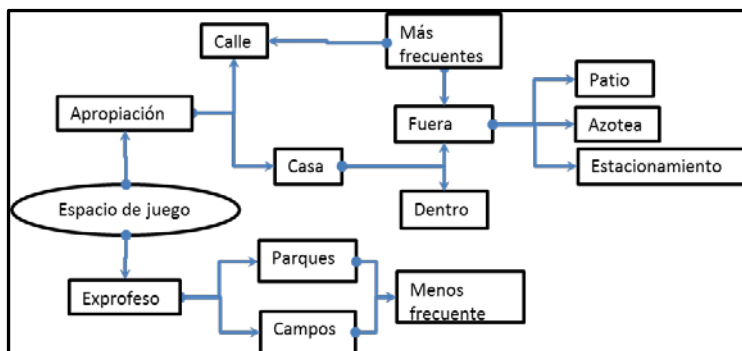 Calle
Más
frecuentes
Patio
Apropiación
Fuera
Azotea
Casa
Estacionamiento
Espacio de juego
Dentro
Parques
Exprofeso
Menos
frecuente
Campos